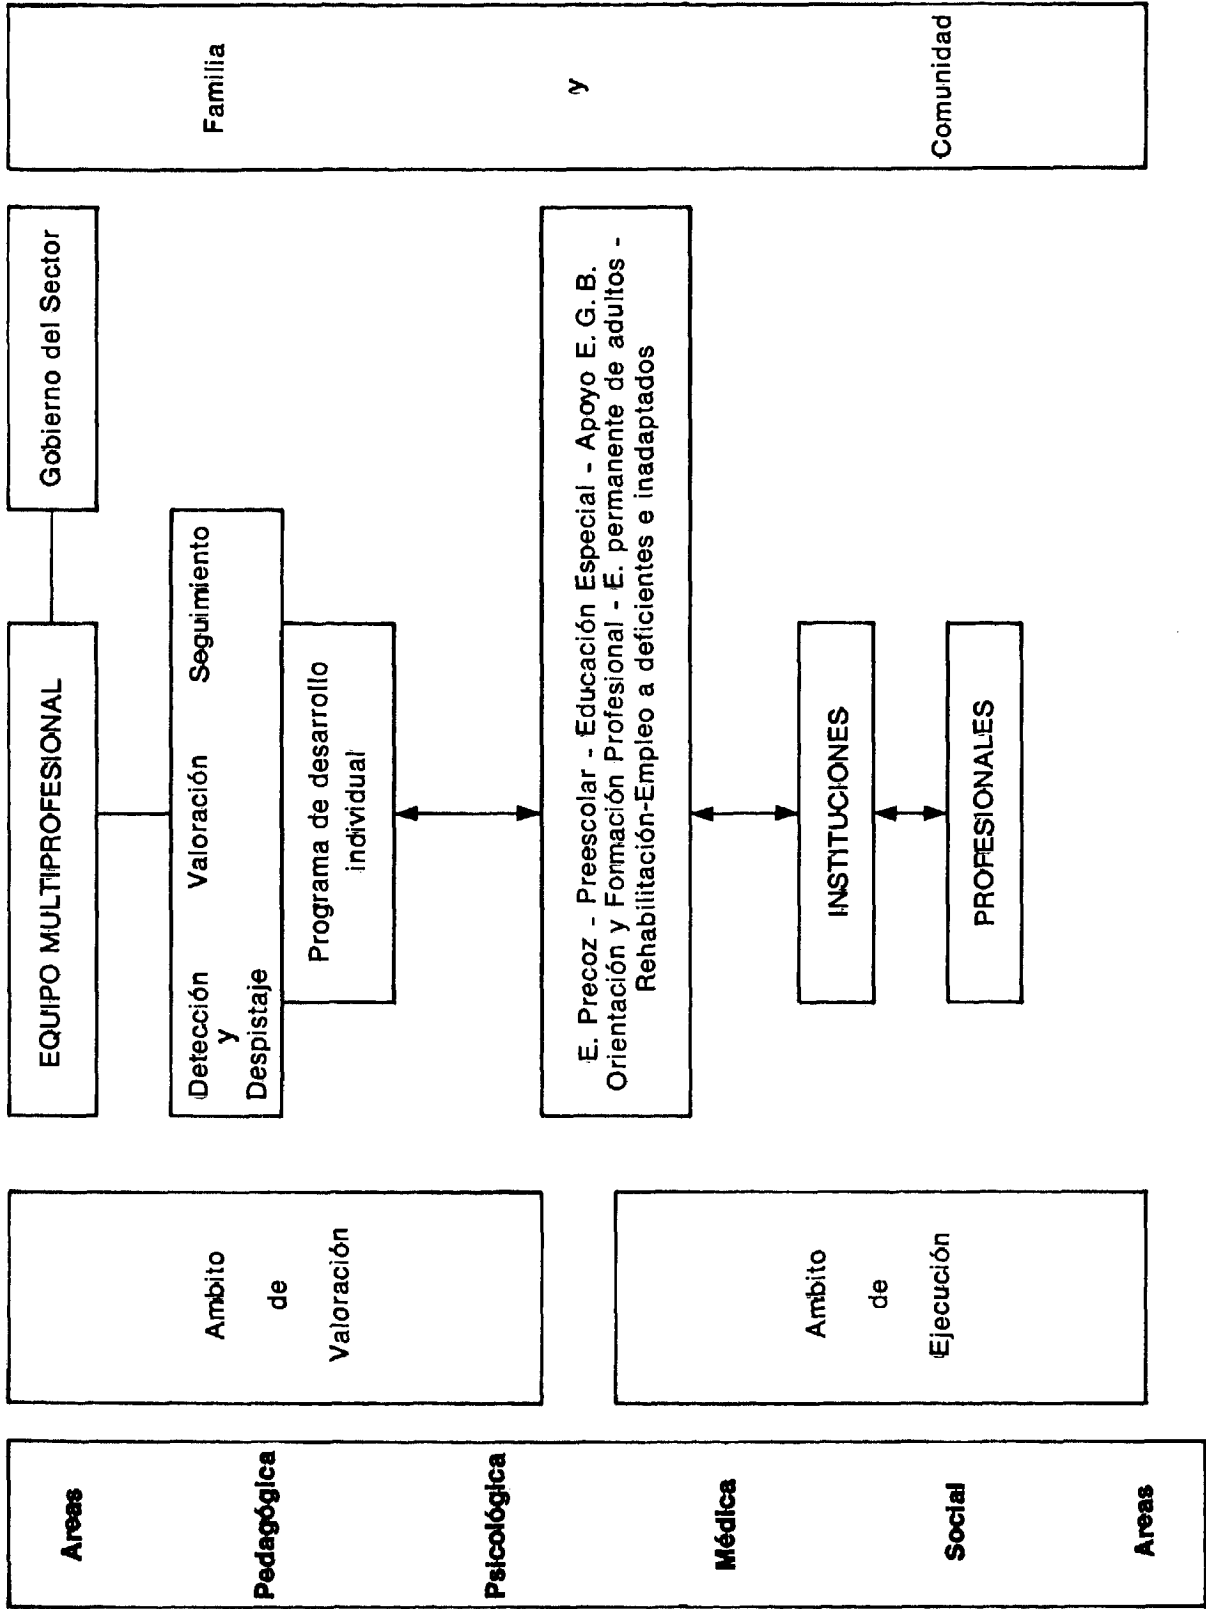 Areas
Pedagógica
Psicológica
Médica
Social
Areas
Ambito
de
Valoración
Ambito
de
Ejecución
EQUIPO MULTIPROFESIONAL
Gobierno del Sector
Detección Valoración Seguimiento
y
Despistaje
Programa de desarrollo
individual
E. Precoz - Preescolar - Educación Especial - Apoyo E. G. B.
Orientación y Formación Profesional - E. permanente de adultos -
Rehabilitación-Empleo a deficientes e inadaptados
INSTITUCIONES
PROFESIONALES
Familia
y
Comunidad